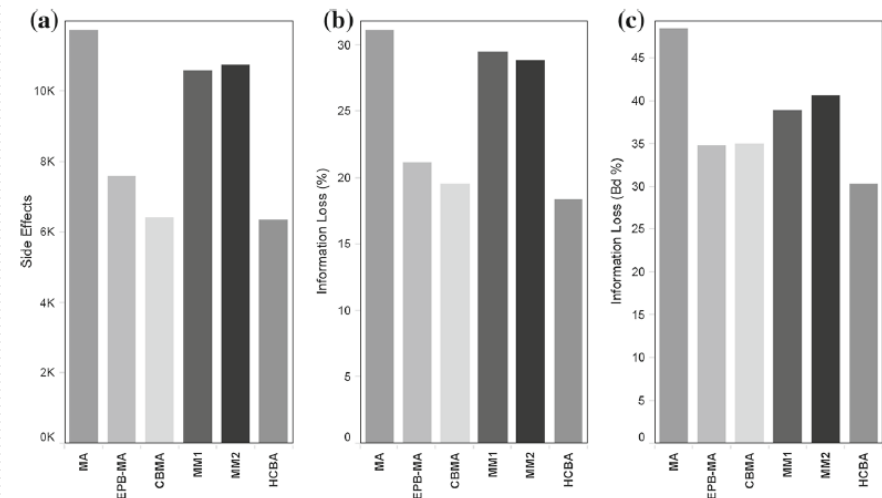 (a)
Side Effects
10K
8K
6K
4K
2K
0K
MA
EPB-MA
CBMA
MM1
MM2
HCBA
(b)
Information Loss (%)
30
25
20
15
10
5
0
MA
EPB-MA
CBMA
MM1
MM2
HCBA
(c)
Information Loss (Bd %)
45
40
35
30
25
20
15
10
5
0
MA
EPB-MA
CBMA
MM1
MM2
HCBA